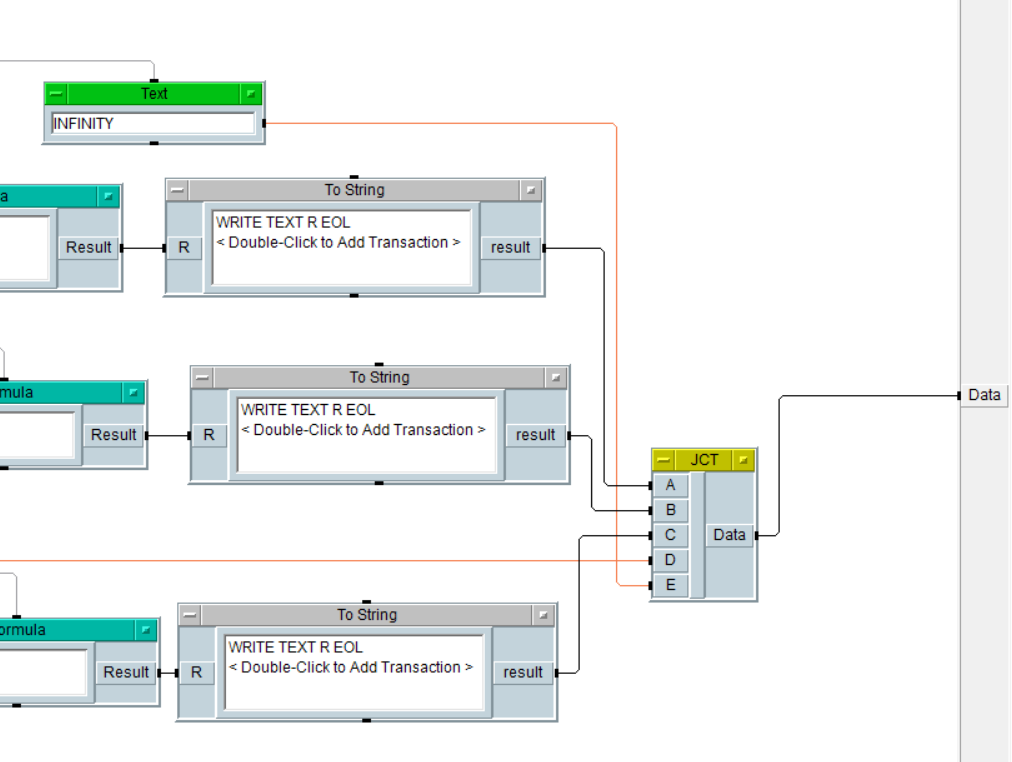 Text
INFINITY
a
To String
WRITE TEXT R EOL
< Double-Click to Add Transaction >
Result
R
result
To String
mula
WRITE TEXT R EOL
< Double-Click to Add Transaction >
Result
R
result
Data
JCT
A
B
C
Data
D
E
To String
ormula
WRITE TEXT R EOL
< Double-Click to Add Transaction >
Result
R
result